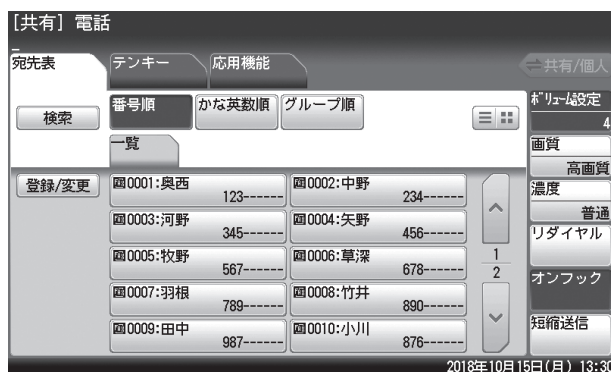 [共有] 電話
宛先表 テンキー 応用機能 共有/個人
検索 番号順 かな英数順 グループ順 ﾎﾞﾘｭｰﾑ設定
4
一覧 画質
高画質
登録/変更 0001:奥西 0002:中野 濃度
123------ 234------ 普通
0003:河野 0004:矢野 リダイヤル
345------ 456------
0005:牧野 0006:草深 1
567------ 678------ 2 オンフック
0007:羽根 0008:竹井
789------ 890------
0009:田中 0010:小川 短縮送信
987------ 876------
2018年10月15日(月) 13:30